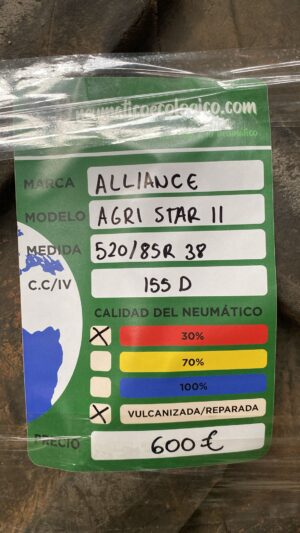 neumaticoecologico.com
MARCA ALLIANCE
MODELO AGRI STAR II
MEDIDA 520/85R 38
C.C/IV 155 D
CALIDAD DEL NEUMÁTICO
X 30%
70%
100%
X VULCANIZADA/REPARADA
PRECIO 600 €